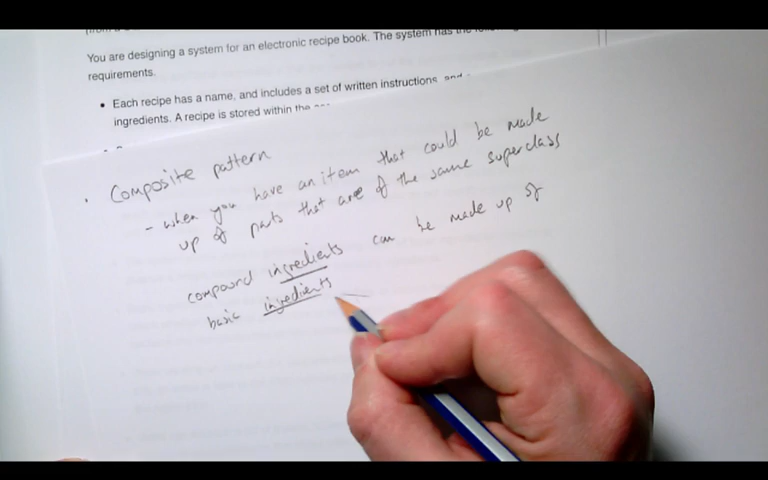 You are designing a system for an electronic recipe book. The system has the
requirements.
• Each recipe has a name, and includes a set of written instructions, and
ingredients. A recipe is stored within the
• Composite pattern
- when you have an item that could be made
up of parts that are of the same superclass
compound ingredients can be made up of
basic ingredients